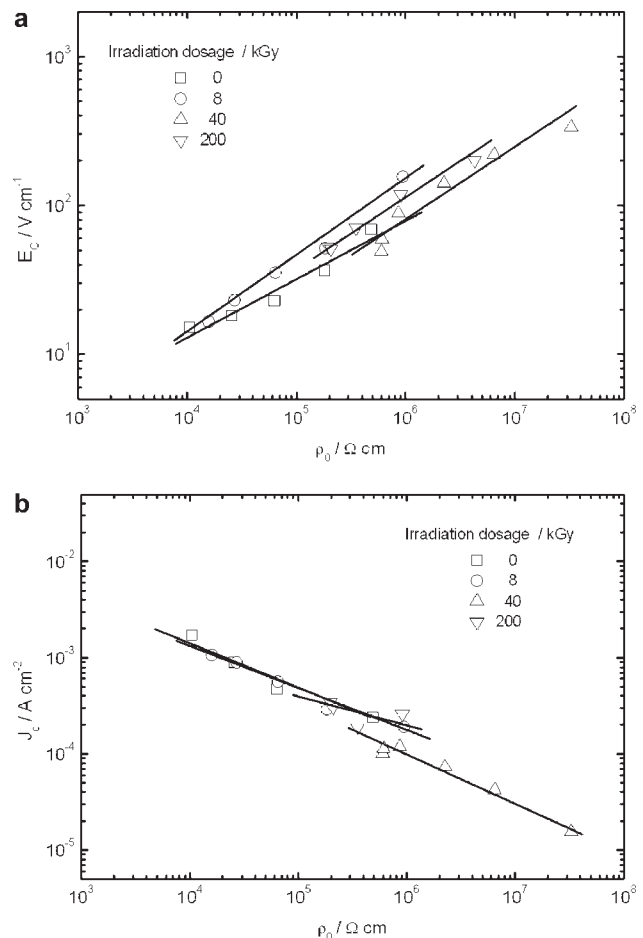 a
Irradiation dosage / kGy
0
8
40
200
10³
10²
10¹
E_C / V cm⁻¹
10³ 10⁴ 10⁵ 10⁶ 10⁷ 10⁸
ρ₀ / Ω cm
b
Irradiation dosage / kGy
0
8
40
200
10⁻²
10⁻³
10⁻⁴
10⁻⁵
J_c / A cm⁻²
10³ 10⁴ 10⁵ 10⁶ 10⁷ 10⁸
ρ₀ / Ω cm